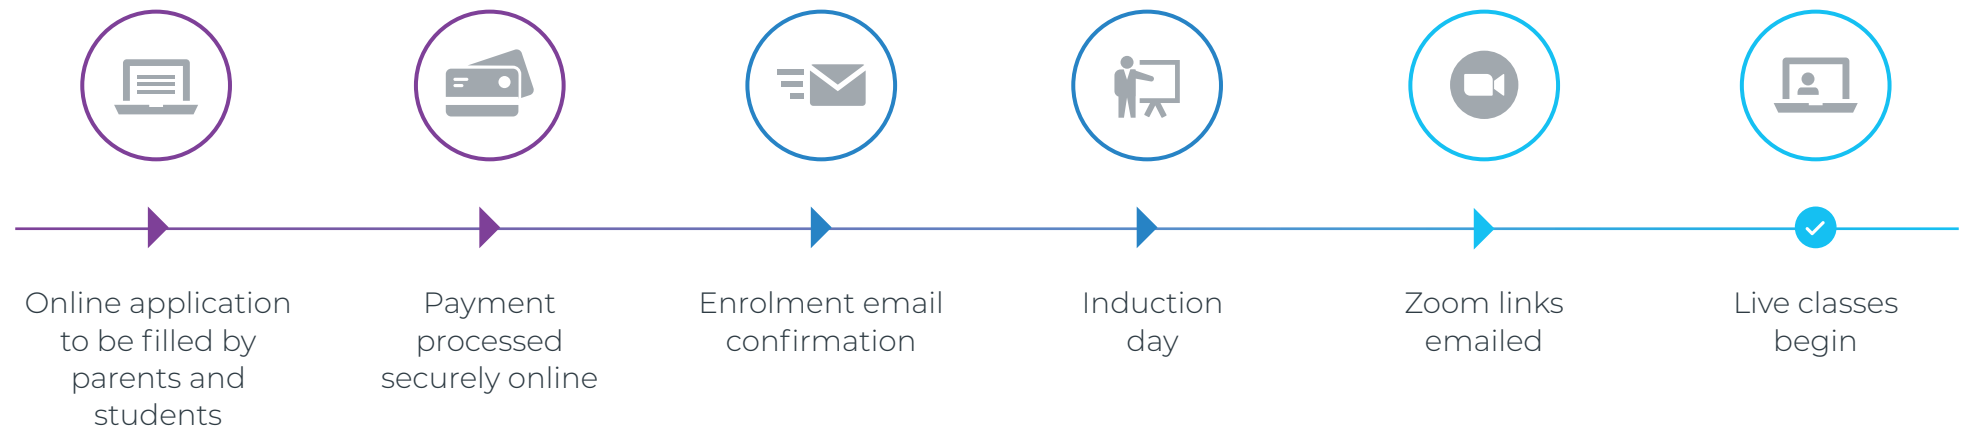 Online application
to be filled by
parents and
students
Payment
processed
securely online
Enrolment email
confirmation
Induction
day
Zoom links
emailed
Live classes
begin